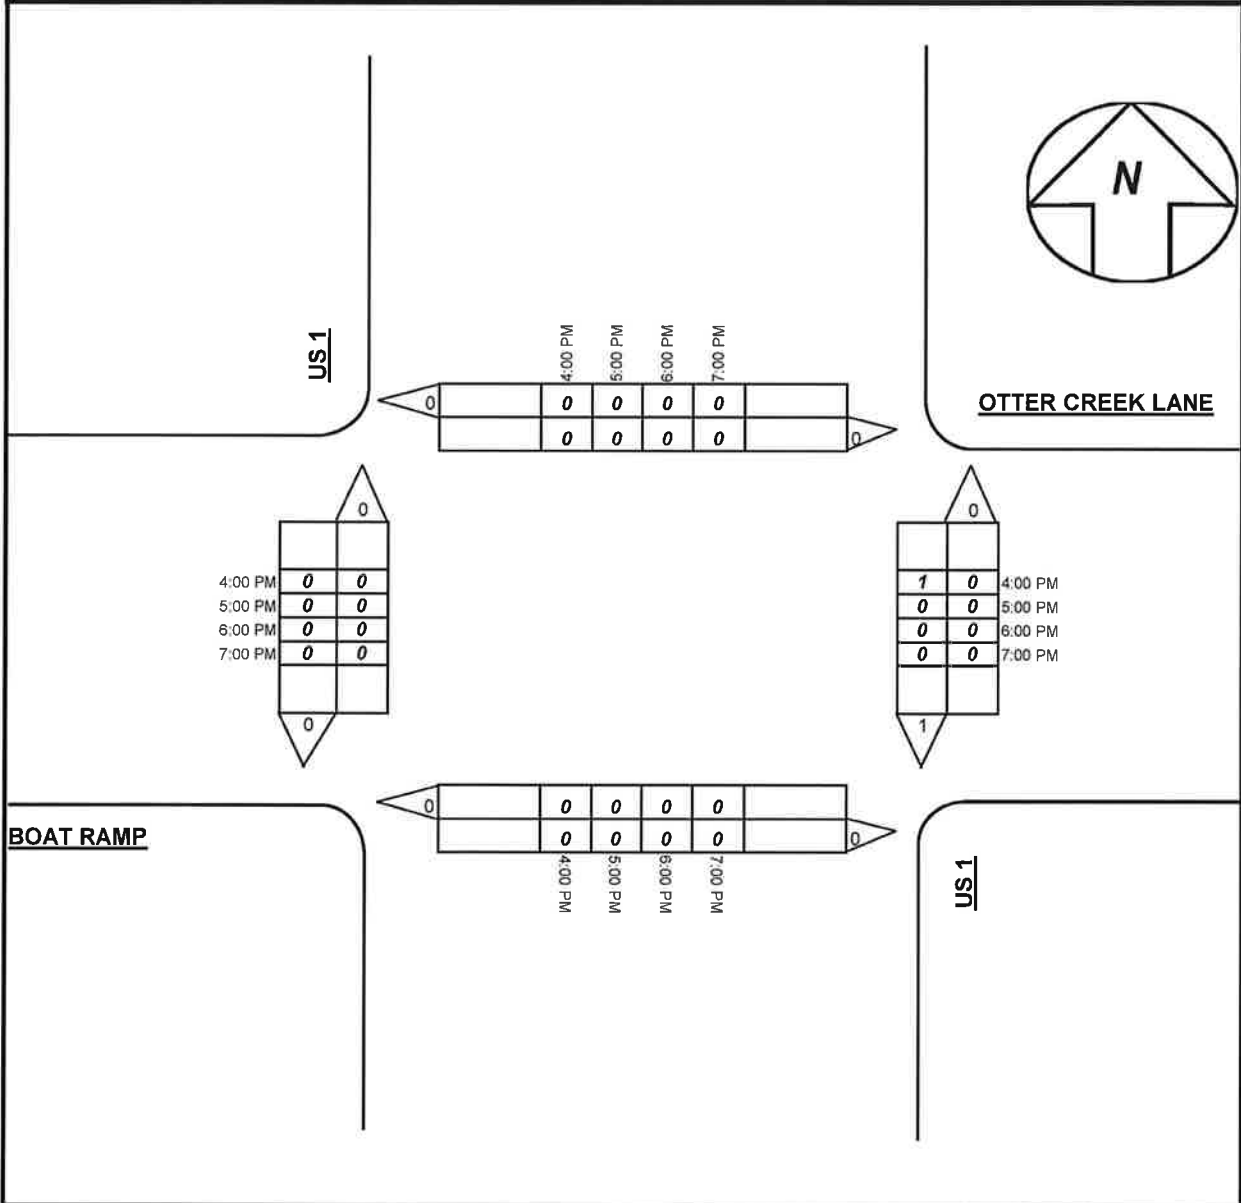 N
US 1
4:00 PM 5:00 PM 6:00 PM 7:00 PM
0 0 0 0 0
0 0 0 0 0
OTTER CREEK LANE
0
4:00 PM 0 0
5:00 PM 0 0
6:00 PM 0 0
7:00 PM 0 0
0
0
1 0 4:00 PM
0 0 5:00 PM
0 0 6:00 PM
0 0 7:00 PM
1
0 0 0 0 0
0 0 0 0 0
4:00 PM 5:00 PM 6:00 PM 7:00 PM
BOAT RAMP
US 1